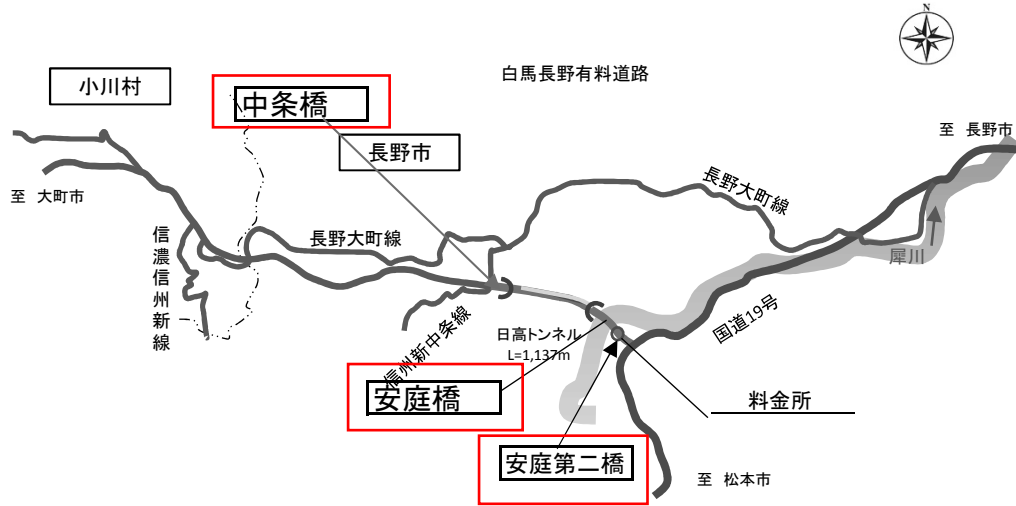 N
白馬長野有料道路
小川村
中条橋
至 長野市
長野市
長野大町線
至 大町市
信濃信州新線
長野大町線
犀川
国道19号
日高トンネル
L=1,137m
信州新中条線
安庭橋
料金所
安庭第二橋
至 松本市